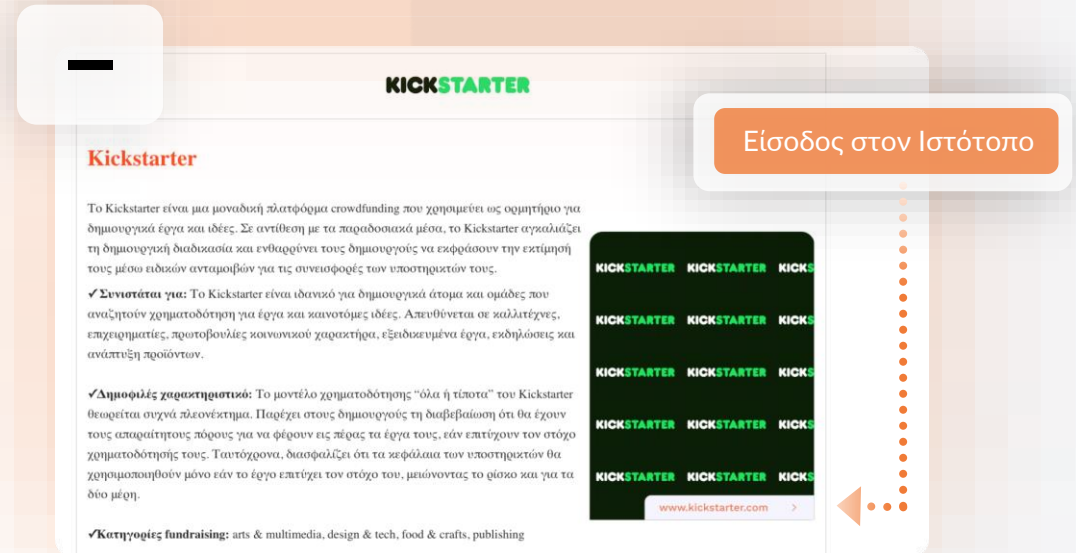 KICKSTARTER
Είσοδος στον Ιστότοπο
Kickstarter
Το Kickstarter είναι μια μοναδική πλατφόρμα crowdfunding που χρησιμεύει ως ορμητήριο για
δημιουργικά έργα και ιδέες. Σε αντίθεση με τα παραδοσιακά μέσα, το Kickstarter αγκαλιάζει
τη δημιουργική διαδικασία και ενθαρρύνει τους δημιουργούς να εκφράσουν την εκτίμησή
τους μέσω ειδικών ανταμοιβών για τις συνεισφορές των υποστηρικτών τους.
✓Συνιστάται για: Το Kickstarter είναι ιδανικό για δημιουργικά άτομα και ομάδες που
αναζητούν χρηματοδότηση για έργα και καινοτόμες ιδέες. Απευθύνεται σε καλλιτέχνες,
επιχειρηματίες, πρωτοβουλίες κοινωνικού χαρακτήρα, εξειδικευμένα έργα, εκδηλώσεις και
ανάπτυξη προϊόντων.
✓Δημοφιλές χαρακτηριστικό: Το μοντέλο χρηματοδότησης “όλα ή τίποτα” του Kickstarter
θεωρείται συχνά πλεονέκτημα. Παρέχει στους δημιουργούς τη διαβεβαίωση ότι θα έχουν
τους απαραίτητους πόρους για να φέρουν εις πέρας τα έργα τους, εάν επιτύχουν τον στόχο
χρηματοδότησής τους. Ταυτόχρονα, διασφαλίζει ότι τα κεφάλαια των υποστηρικτών θα
χρησιμοποιηθούν μόνο εάν το έργο επιτύχει τον στόχο του, μειώνοντας το ρίσκο και για τα
δύο μέρη.
✓Κατηγορίες fundraising: arts & multimedia, design & tech, food & crafts, publishing
KICKSTARTER KICKSTARTER KICKS
KICKSTARTER KICKSTARTER KICKS
KICKSTARTER KICKSTARTER KICKS
KICKSTARTER KICKSTARTER KICKS
KICKSTARTER KICKSTARTER KICKS
www.kickstarter.com >